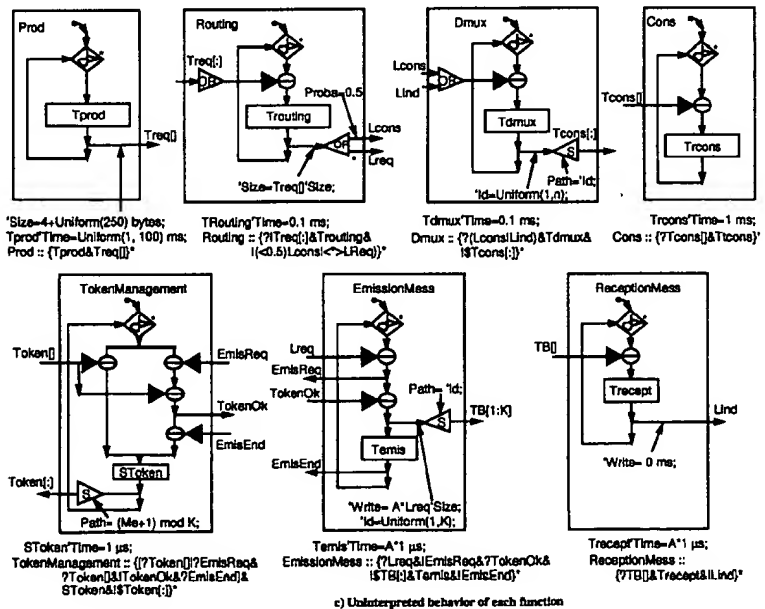 Prod
Tprod
Treq[]
'Size=4+Uniform(250) bytes;
Tprod'Time=Uniform(1, 100) ms;
Prod :: {Tprod&Treq[]}*
Routing
Treq[:]
OR
Trouting
Proba=0.5
Lcons
OR
Lreq
'Size=Treq[]'Size;
TRouting'Time=0.1 ms;
Routing :: {?!Treq[:]&Trouting&
!((<0.5)Lcons!<*>LReq)}*
Dmux
Lcons
OR
Lind
Tdmux
Tcons[:]
S
Path='Id;
'Id=Uniform(1,n);
Tdmux'Time=0.1 ms;
Dmux :: {?(Lcons!Lind)&Tdmux&
!$Tcons[:]}*
Cons
Tcons[]
Trcons
Trcons'Time=1 ms;
Cons :: {?Tcons[]&Ttcons}*
TokenManagement
Token[]
EmisReq
TokenOk
EmisEnd
SToken
Token[:]
S
Path= (Me+1) mod K;
SToken'Time=1 µs;
TokenManagement :: {[?Token[]!?EmisReq&
?Token[]&!TokenOk&?EmisEnd]&
SToken&!$Token[:]}*
EmissionMess
Lreq
EmisReq
TokenOk
Path= 'Id;
S
TB[1:K]
Temis
EmisEnd
'Write= A*Lreq'Size;
'Id=Uniform(1,K);
Temis'Time=A*1 µs;
EmissionMess :: {?Lreq&!EmisReq&?TokenOk&
!$TB[:]&Temis&!EmisEnd}*
ReceptionMess
TB[]
Trecept
Lind
'Write= 0 ms;
Trecept'Time=A*1 µs;
ReceptionMess ::
{?TB[]&Trecept&!Lind}*
c) Uninterpreted behavior of each function